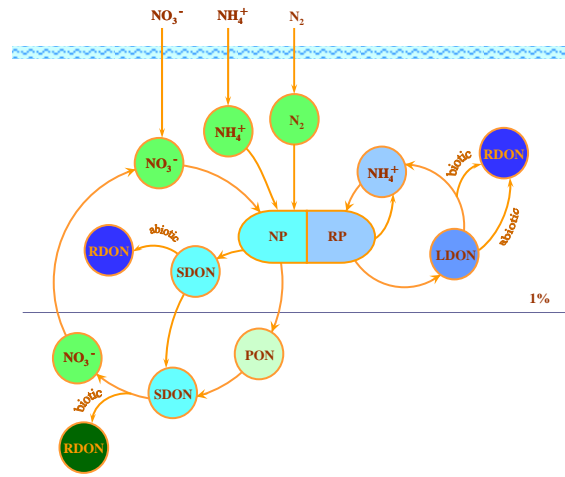 NO₃⁻ NH₄⁺ N₂
N₂
NH₄⁺
NO₃⁻
biotic
RDON
NH₄⁺
abiotic
NP RP
abiotic
RDON
SDON
LDON
1%
NO₃⁻
PON
SDON
biotic
RDON